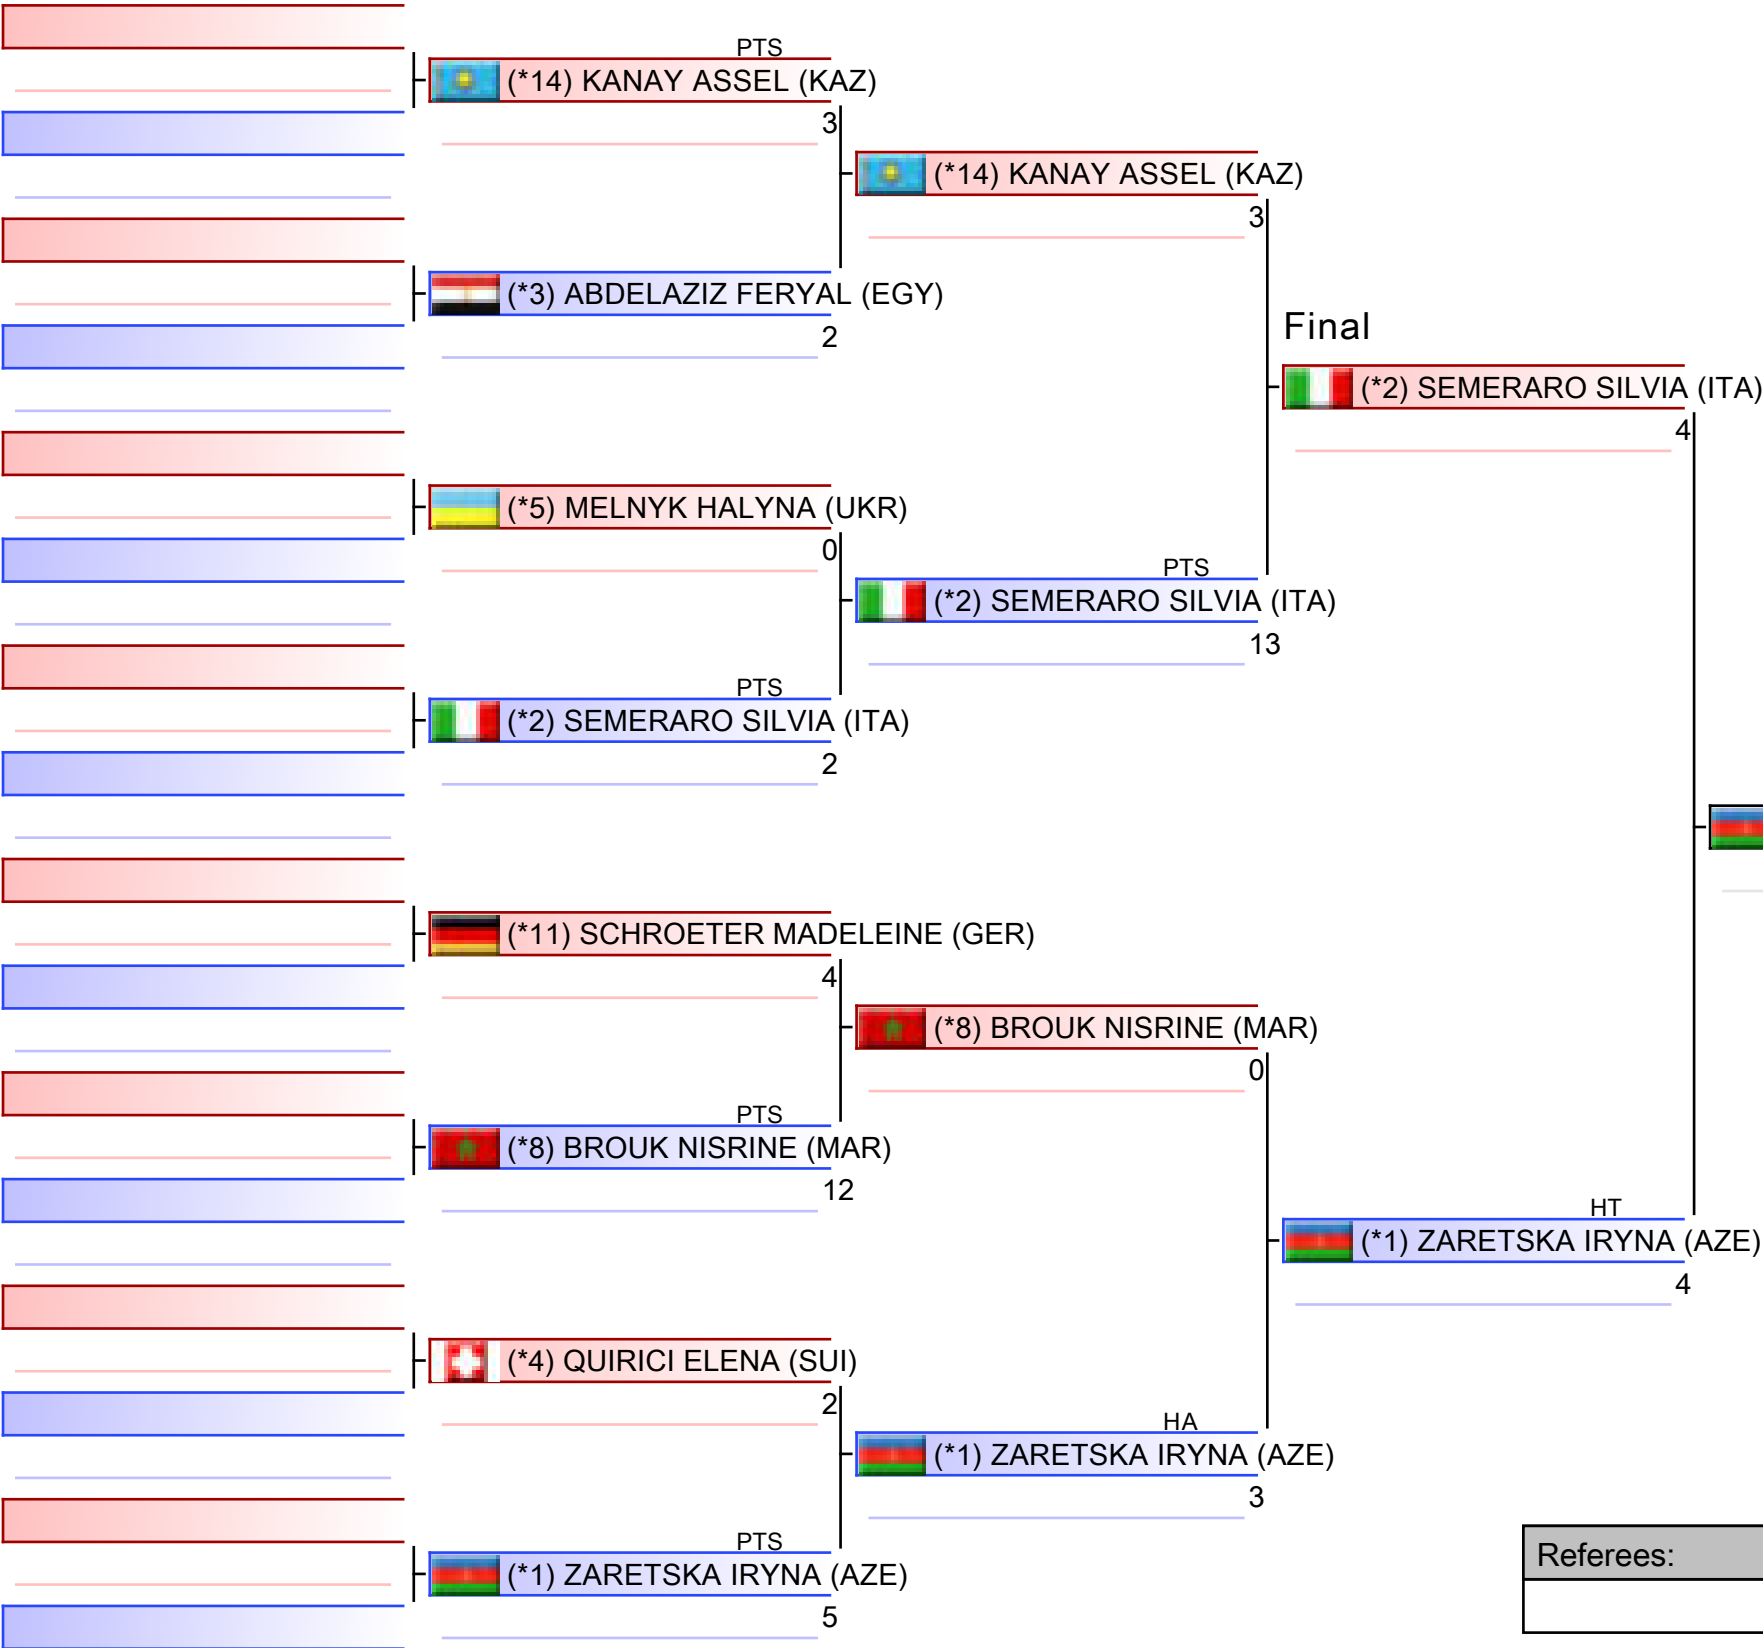 PTS
(*14) KANAY ASSEL (KAZ)
3
(*14) KANAY ASSEL (KAZ)
3
(*3) ABDELAZIZ FERYAL (EGY)
2
Final
(*2) SEMERARO SILVIA (ITA)
4
(*5) MELNYK HALYNA (UKR)
0
PTS
(*2) SEMERARO SILVIA (ITA)
13
PTS
(*2) SEMERARO SILVIA (ITA)
2
(*11) SCHROETER MADELEINE (GER)
4
(*8) BROUK NISRINE (MAR)
0
PTS
(*8) BROUK NISRINE (MAR)
12
HT
(*1) ZARETSKA IRYNA (AZE)
4
(*4) QUIRICI ELENA (SUI)
2
HA
(*1) ZARETSKA IRYNA (AZE)
3
PTS
(*1) ZARETSKA IRYNA (AZE)
5
Referees: